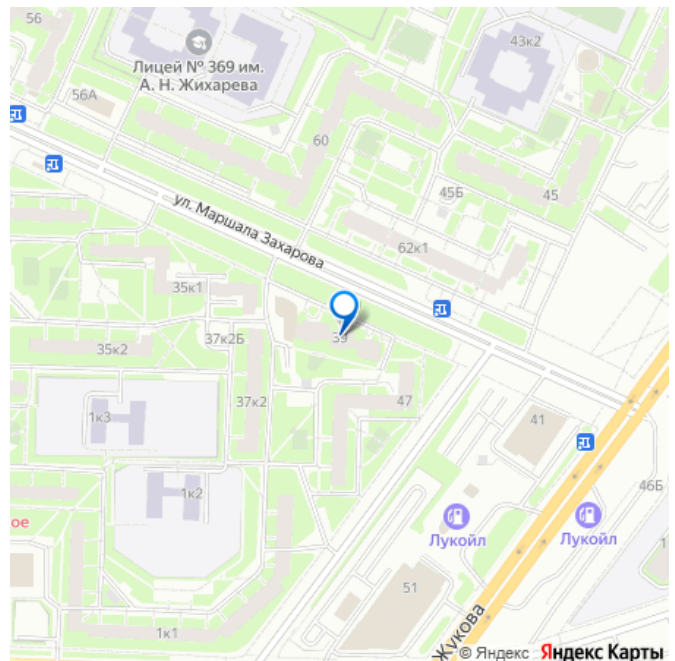 56
43к2
Лицей № 369 им.
А. Н. Жихарева
56А
60
45Б
45
ул. Маршала Захарова
62к1
35к1
39
35к2
37к2Б
37к2
47
1к3
41
1к2
46Б
ое
Лукойл
Лукойл
1
51
1к1
Жукова
© Яндекс Яндекс Карты